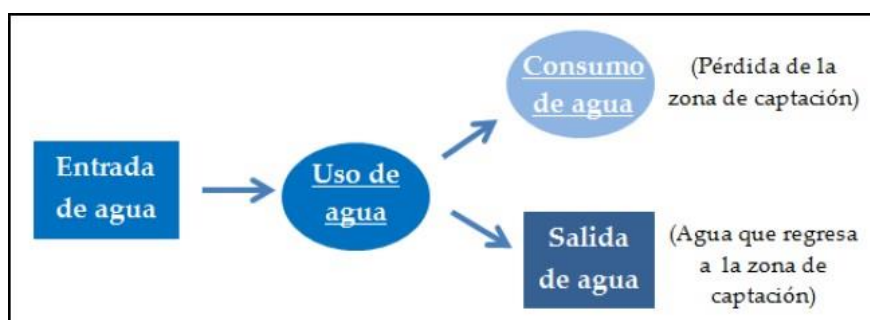 Entrada
de agua
Uso de
agua
Consumo
de agua
(Pérdida de la
zona de captación)
Salida
de agua
(Agua que regresa
a la zona de
captación)